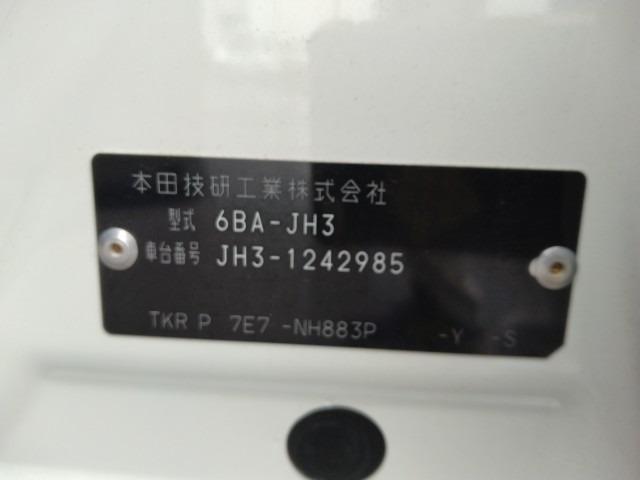 本田技研工業株式会社
型式 6BA-JH3
車台番号 JH3-1242985
TKR P 7E7 -NH883P -Y -S